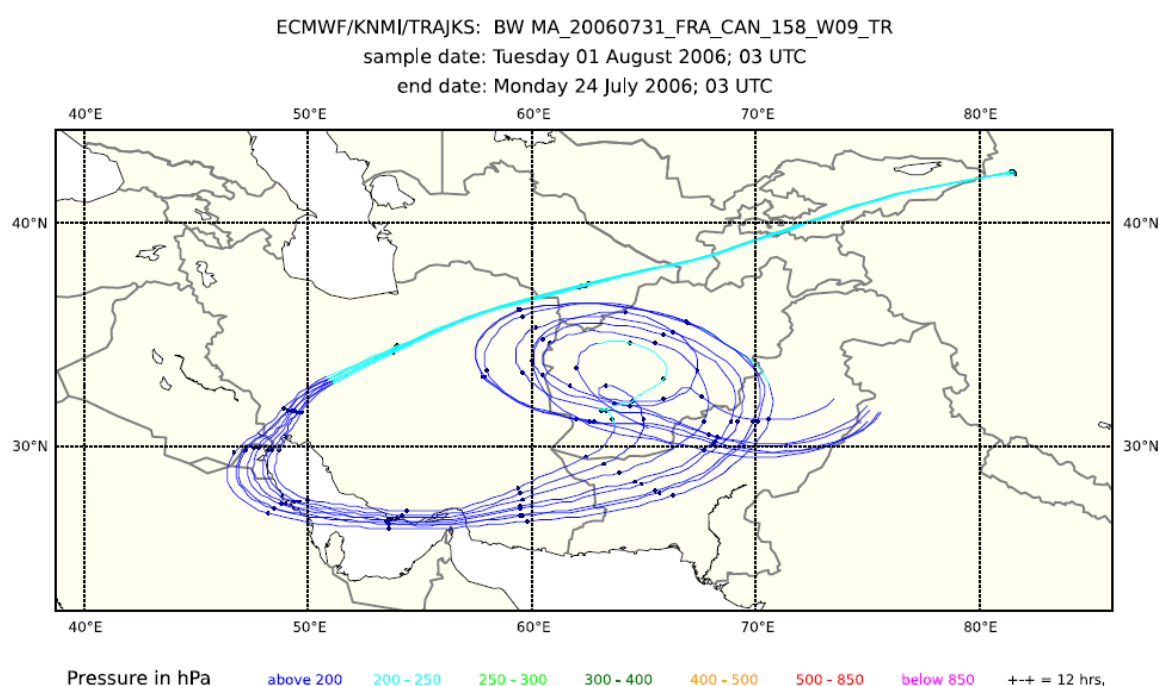 ECMWF/KNMI/TRAJKS:  BW MA_20060731_FRA_CAN_158_W09_TR
sample date: Tuesday 01 August 2006; 03 UTC
end date: Monday 24 July 2006; 03 UTC
40°E 50°E 60°E 70°E 80°E
40°N 40°N
30°N 30°N
40°E 50°E 60°E 70°E 80°E
Pressure in hPa above 200 200 - 250 250 - 300 300 - 400 400 - 500 500 - 850 below 850 +-+ = 12 hrs,